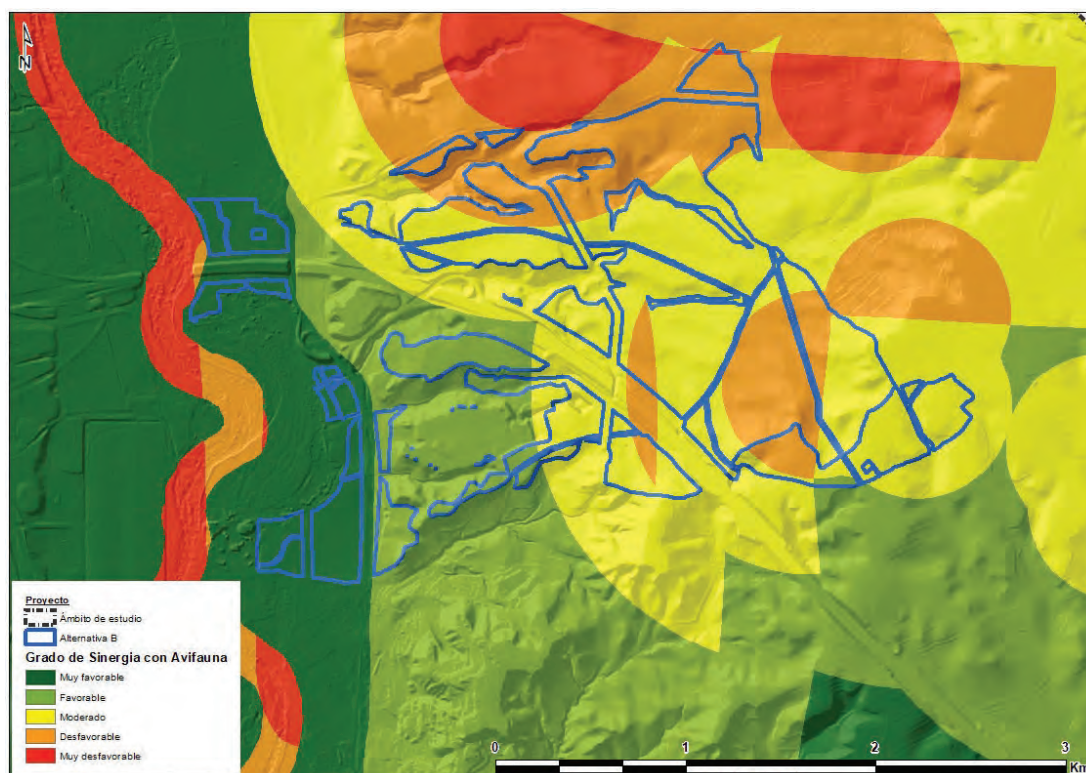 N
Proyecto
Ámbito de estudio
Alternativa B
Grado de Sinergia con Avifauna
Muy favorable
Favorable
Moderado
Desfavorable
Muy desfavorable
0 1 2 3